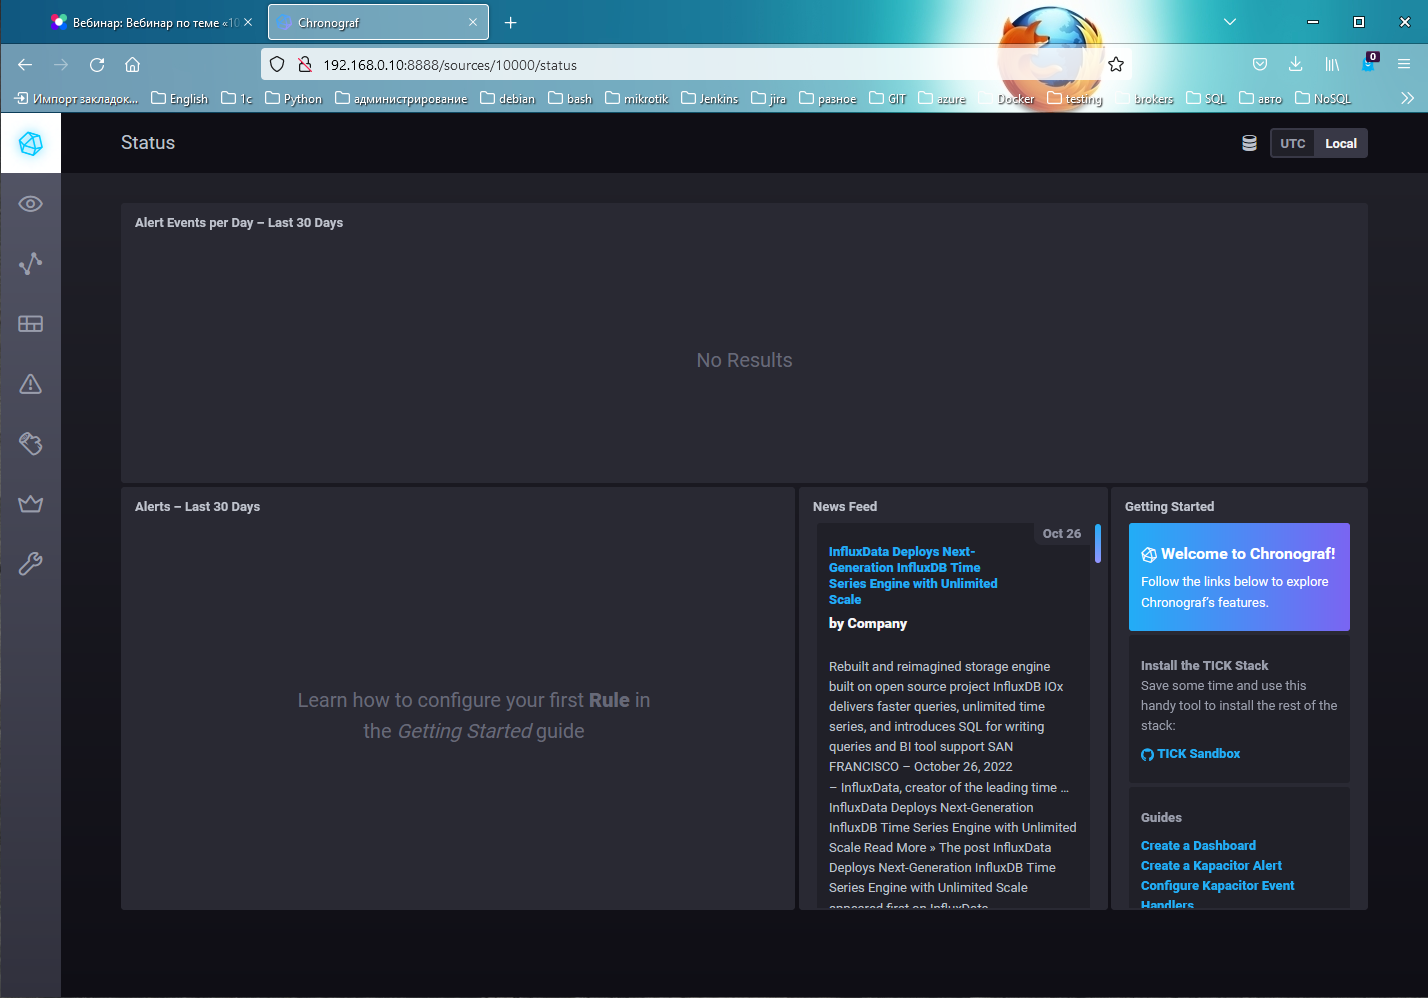 Вебинар: Вебинар по теме «10
Chronograf
192.168.0.10:8888/sources/10000/status
0
Импорт закладок...
English
1c
Python
администрирование
debian
bash
mikrotik
Jenkins
jira
разное
GIT
azure
Docker
testing
brokers
SQL
авто
NoSQL
Status
UTC
Local
Alert Events per Day – Last 30 Days
No Results
Alerts – Last 30 Days
Learn how to configure your first Rule in
the Getting Started guide
News Feed
Oct 26
InfluxData Deploys Next-
Generation InfluxDB Time
Series Engine with Unlimited
Scale
by Company
Rebuilt and reimagined storage engine
built on open source project InfluxDB IOx
delivers faster queries, unlimited time
series, and introduces SQL for writing
queries and BI tool support SAN
FRANCISCO – October 26, 2022
– InfluxData, creator of the leading time ...
InfluxData Deploys Next-Generation
InfluxDB Time Series Engine with Unlimited
Scale Read More » The post InfluxData
Deploys Next-Generation InfluxDB Time
Series Engine with Unlimited Scale
appeared first on InfluxData.
Getting Started
Welcome to Chronograf!
Follow the links below to explore
Chronograf's features.
Install the TICK Stack
Save some time and use this
handy tool to install the rest of the
stack:
TICK Sandbox
Guides
Create a Dashboard
Create a Kapacitor Alert
Configure Kapacitor Event
Handlers